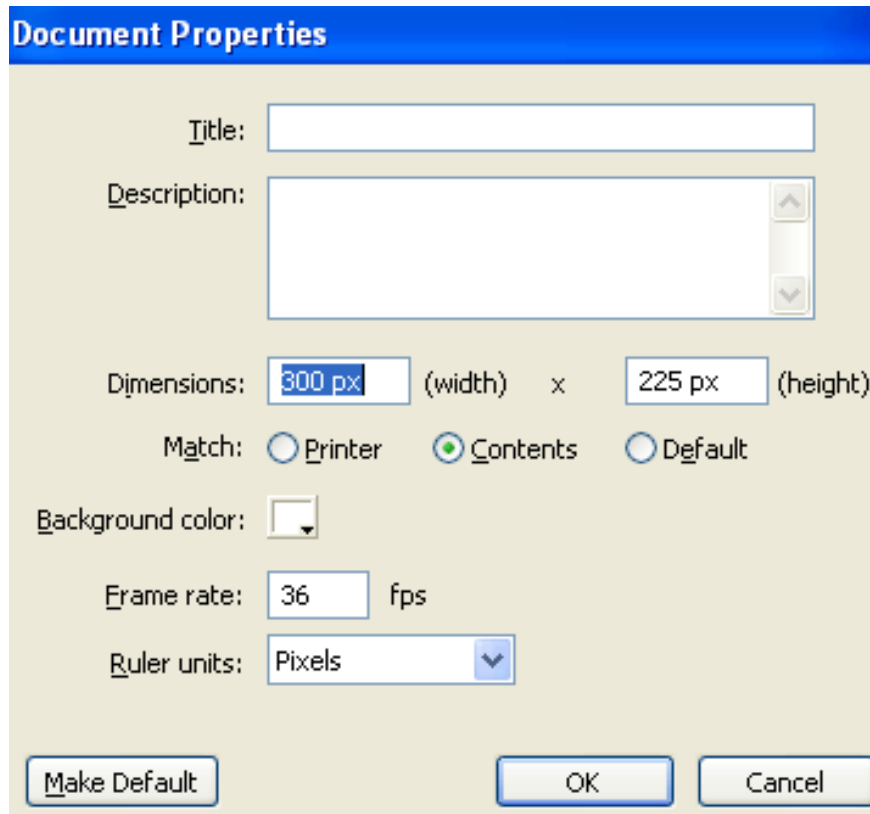 Document Properties
Title:
Description:
Dimensions: 300 px (width) x 225 px (height)
Match: Printer Contents Default
Background color:
Frame rate: 36 fps
Ruler units: Pixels
Make Default OK Cancel